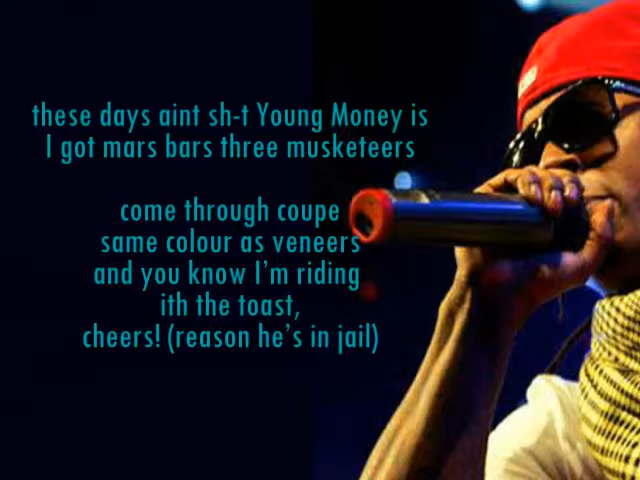 these days aint sh-t Young Money is
I got mars bars three musketeers
come through coupe
same colour as veneers
and you know I'm riding
ith the toast,
cheers! (reason he's in jail)